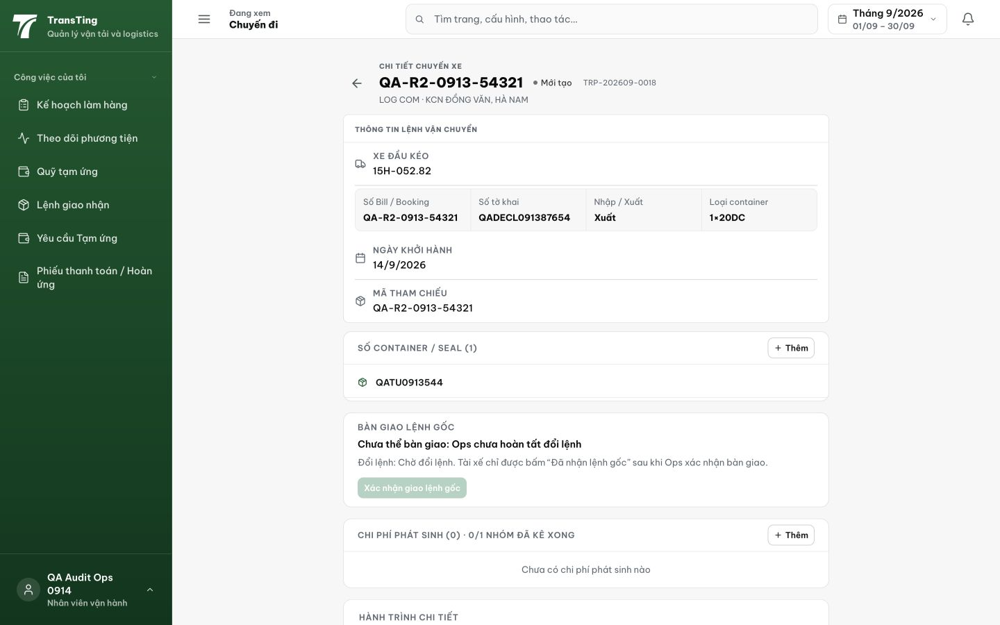 TransTing
Quản lý vận tải và logistics
Công việc của tôi
Kế hoạch làm hàng
Theo dõi phương tiện
Quỹ tạm ứng
Lệnh giao nhận
Yêu cầu Tạm ứng
Phiếu thanh toán / Hoàn
ứng
QA Audit Ops
0914
Nhân viên vận hành
Đang xem
Chuyến đi
Tìm trang, cấu hình, thao tác...
Tháng 9/2026
01/09 – 30/09
CHI TIẾT CHUYẾN XE
QA-R2-0913-54321 Mới tạo TRP-202609-0018
LOG COM · KCN ĐỒNG VĂN, HÀ NAM
THÔNG TIN LỆNH VẬN CHUYỂN
XE ĐẦU KÉO
15H-052.82
Số Bill / Booking
QA-R2-0913-54321
Số tờ khai
QADECL091387654
Nhập / Xuất
Xuất
Loại container
1×20DC
NGÀY KHỞI HÀNH
14/9/2026
MÃ THAM CHIẾU
QA-R2-0913-54321
SỐ CONTAINER / SEAL (1)
Thêm
QATU0913544
BÀN GIAO LỆNH GỐC
Chưa thể bàn giao: Ops chưa hoàn tất đổi lệnh
Đổi lệnh: Chờ đổi lệnh. Tài xế chỉ được bấm “Đã nhận lệnh gốc” sau khi Ops xác nhận bàn giao.
Xác nhận giao lệnh gốc
CHI PHÍ PHÁT SINH (0) · 0/1 NHÓM ĐÃ KÊ XONG
Thêm
Chưa có chi phí phát sinh nào
HÀNH TRÌNH CHI TIẾT